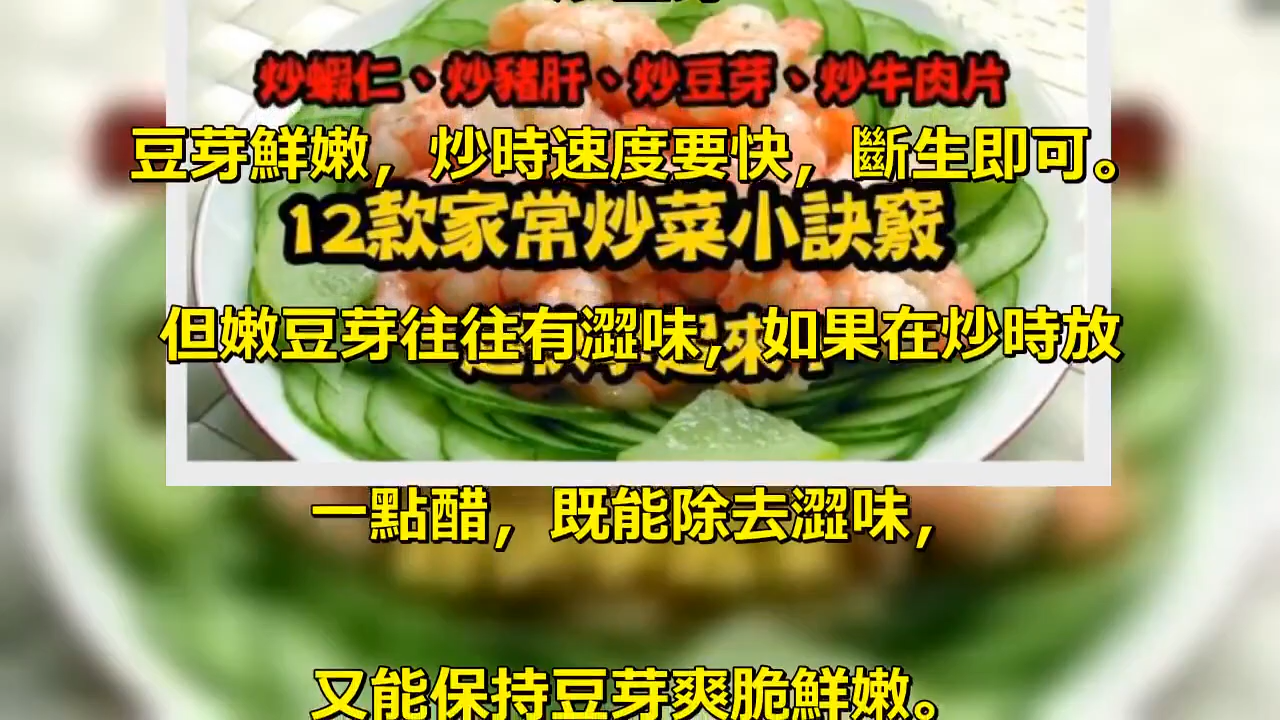 炒蝦仁、炒豬肝、炒豆芽、炒牛肉片
豆芽鮮嫩，炒時速度要快，斷生即可。
12款家常炒菜小訣竅
但嫩豆芽往往有澀味，如果在炒時放
一點醋，既能除去澀味，
又能保持豆芽爽脆鮮嫩。